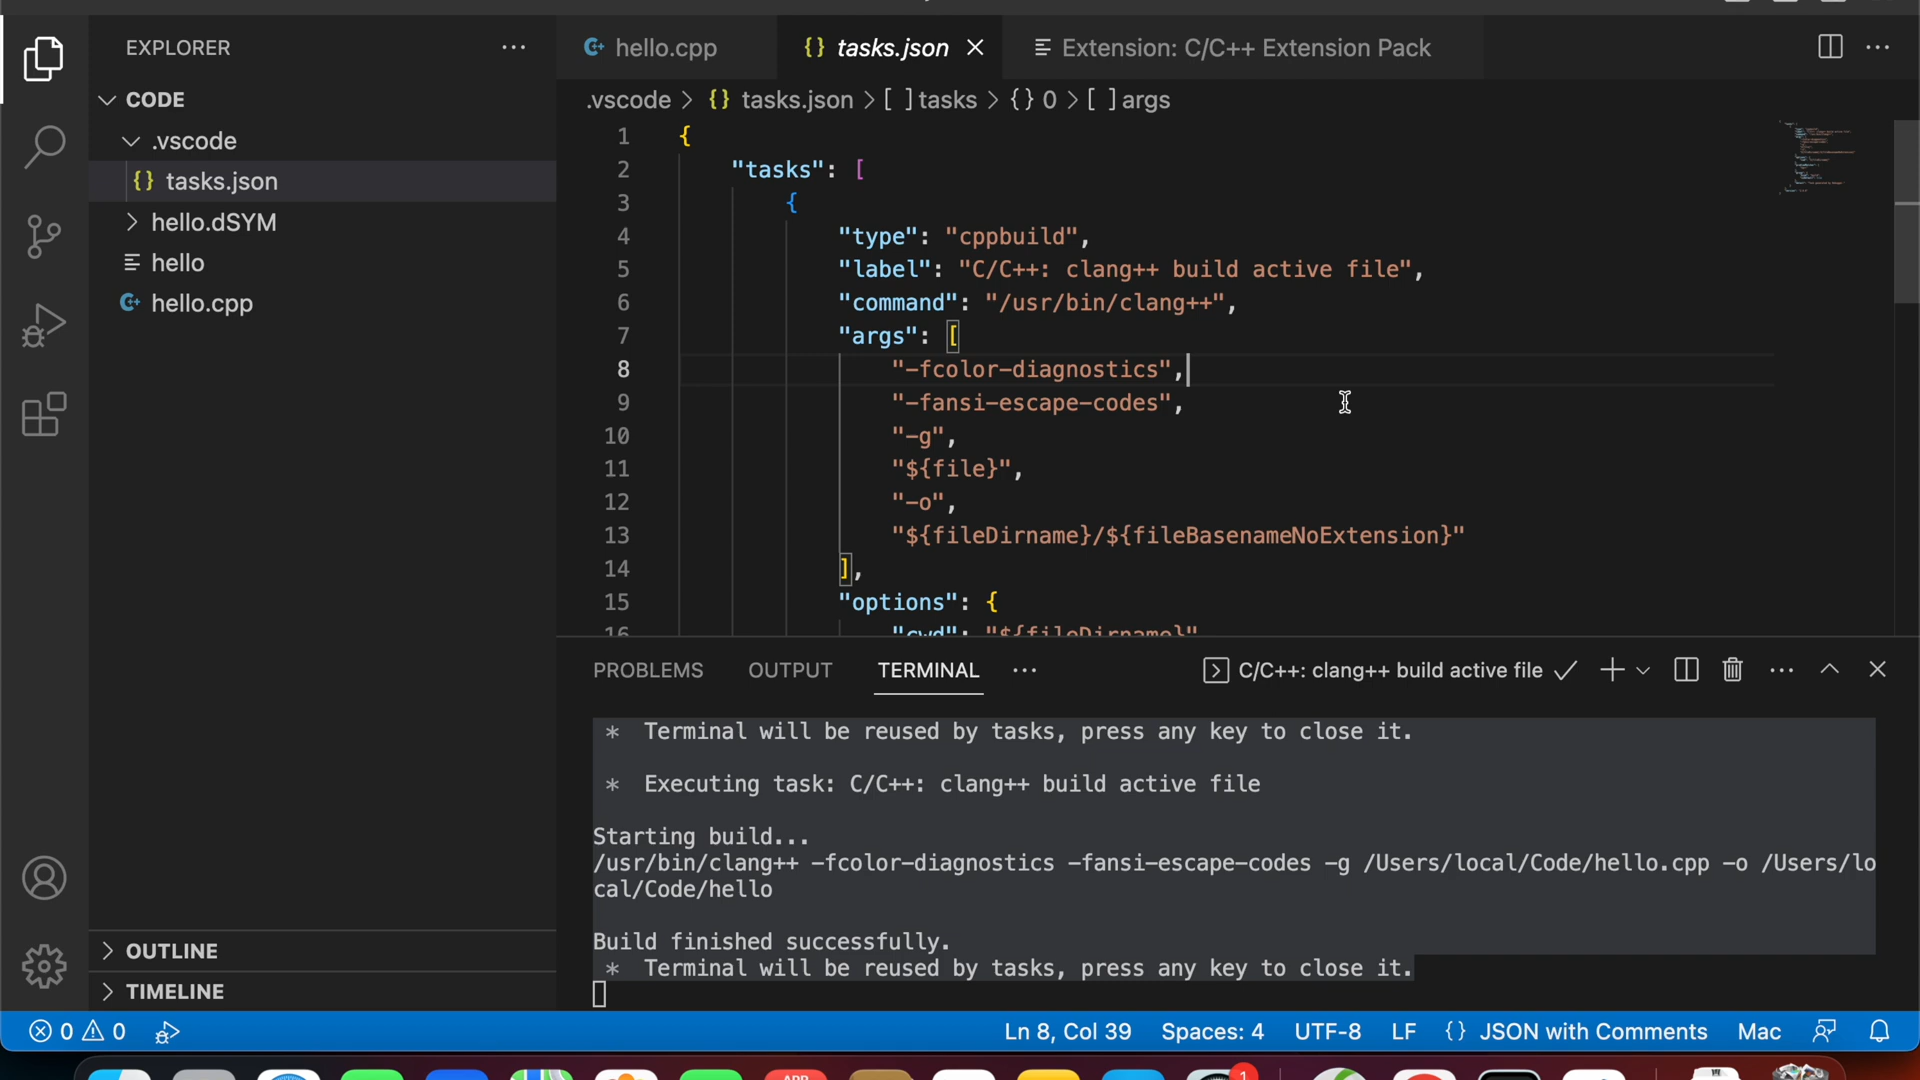 EXPLORER ···
CODE
.vscode
{} tasks.json
hello.dSYM
hello
hello.cpp
OUTLINE
TIMELINE
hello.cpp
{} tasks.json
Extension: C/C++ Extension Pack
.vscode > {} tasks.json > [ ] tasks > {} 0 > [ ] args
1 {
2 "tasks": [
3 {
4 "type": "cppbuild",
5 "label": "C/C++: clang++ build active file",
6 "command": "/usr/bin/clang++",
7 "args": [
8 "-fcolor-diagnostics",
9 "-fansi-escape-codes",
10 "-g",
11 "${file}",
12 "-o",
13 "${fileDirname}/${fileBasenameNoExtension}"
14 ],
15 "options": {
16 "cwd": "${fileDirname}"
PROBLEMS OUTPUT TERMINAL ··· C/C++: clang++ build active file
* Terminal will be reused by tasks, press any key to close it.
* Executing task: C/C++: clang++ build active file
Starting build...
/usr/bin/clang++ -fcolor-diagnostics -fansi-escape-codes -g /Users/local/Code/hello.cpp -o /Users/lo
cal/Code/hello
Build finished successfully.
* Terminal will be reused by tasks, press any key to close it.
0 0 Ln 8, Col 39 Spaces: 4 UTF-8 LF {} JSON with Comments Mac
1